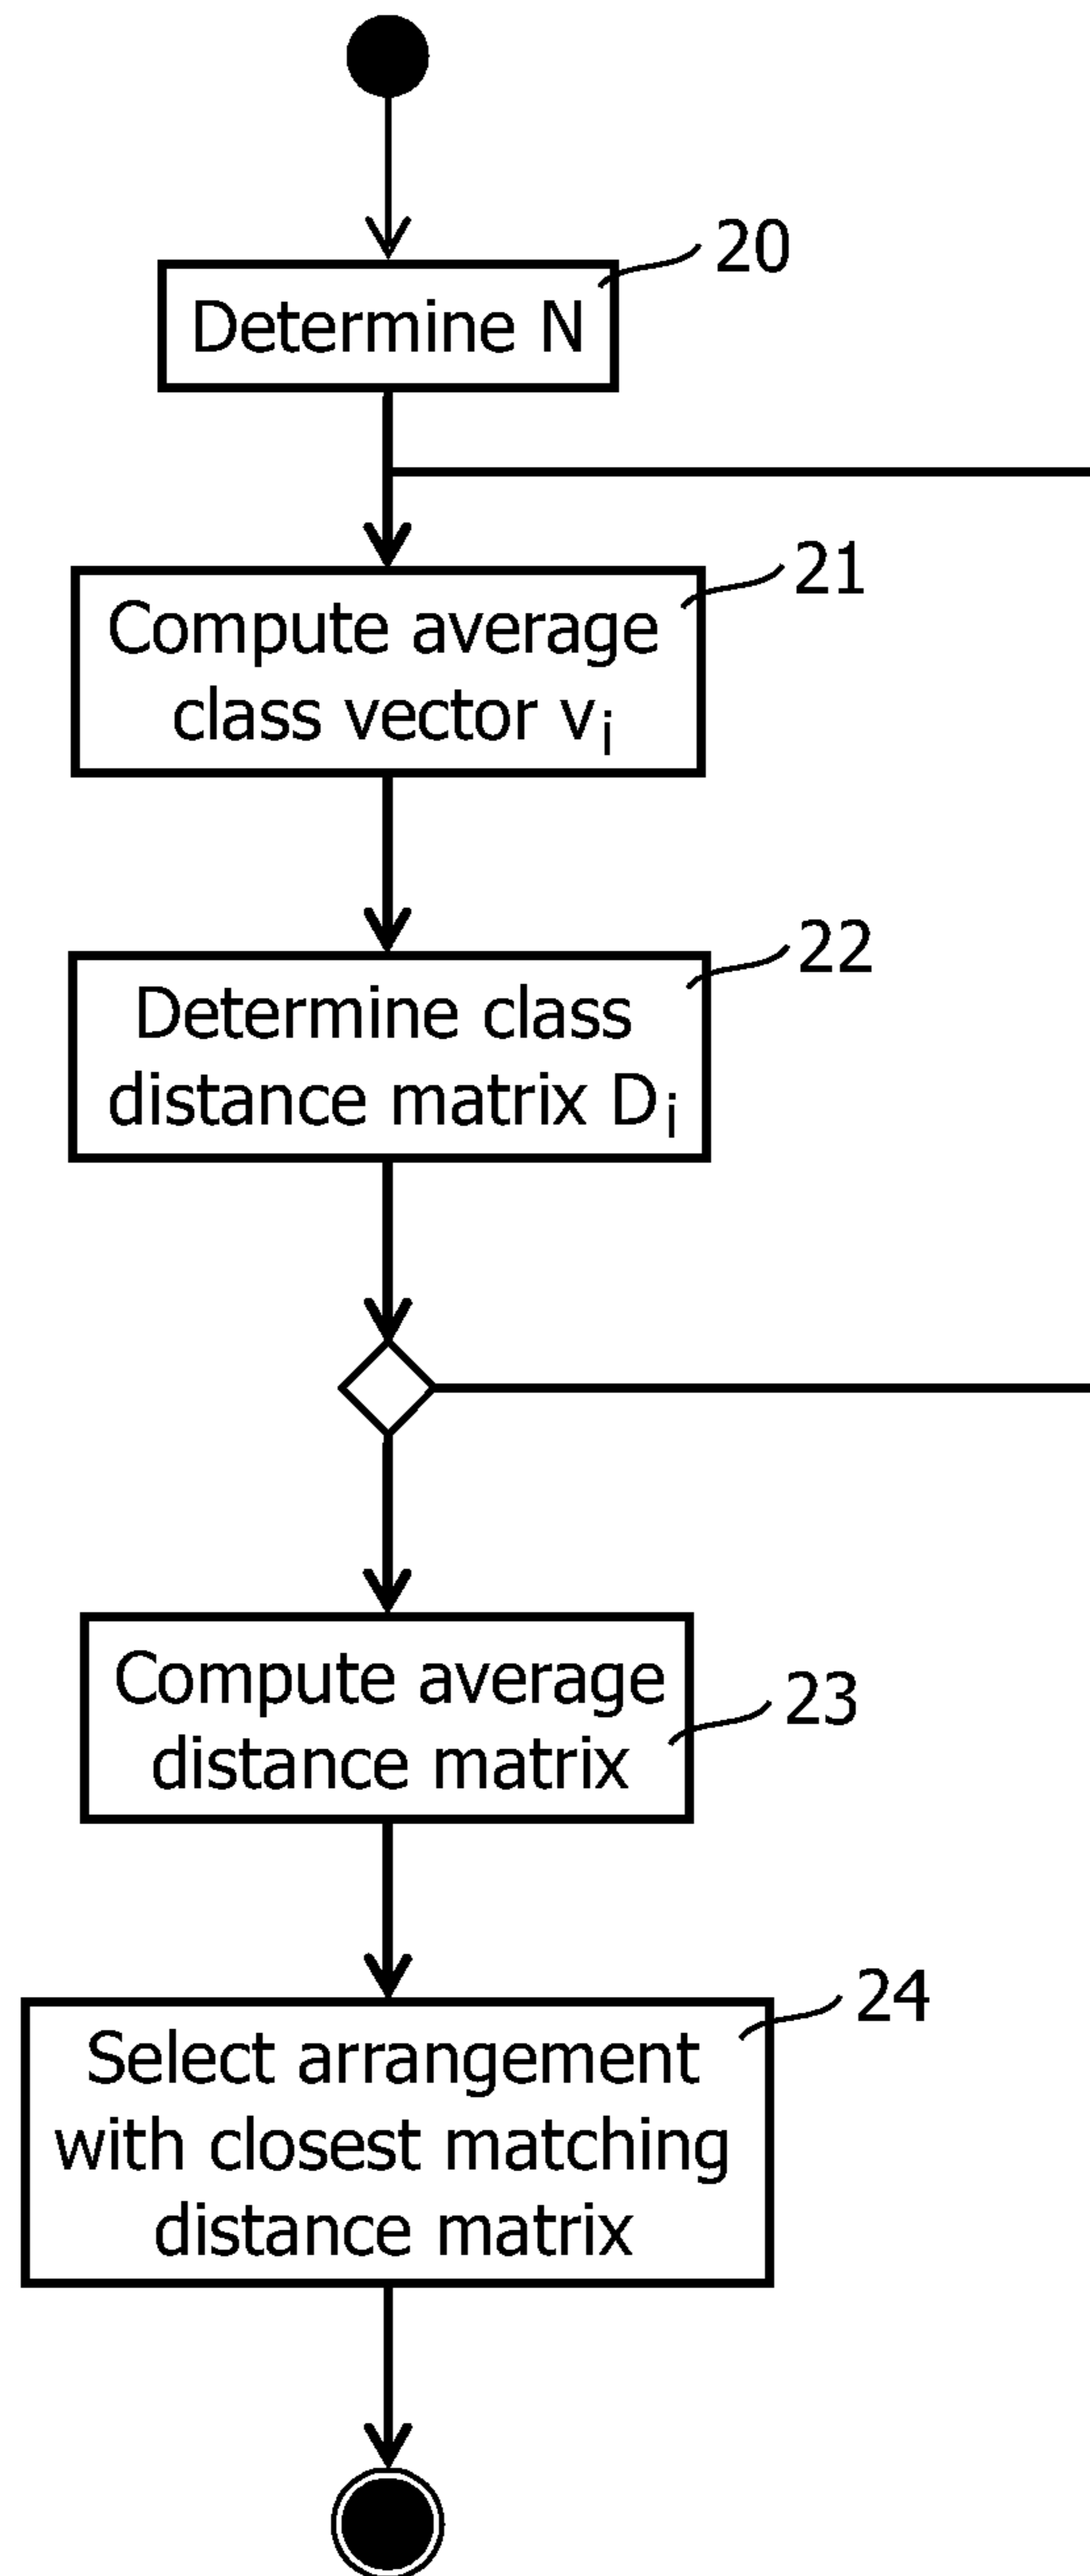 20
Determine N
21
Compute average
class vector vᵢ
22
Determine class
distance matrix Dᵢ
Compute average
23
distance matrix
24
Select arrangement
with closest matching
distance matrix